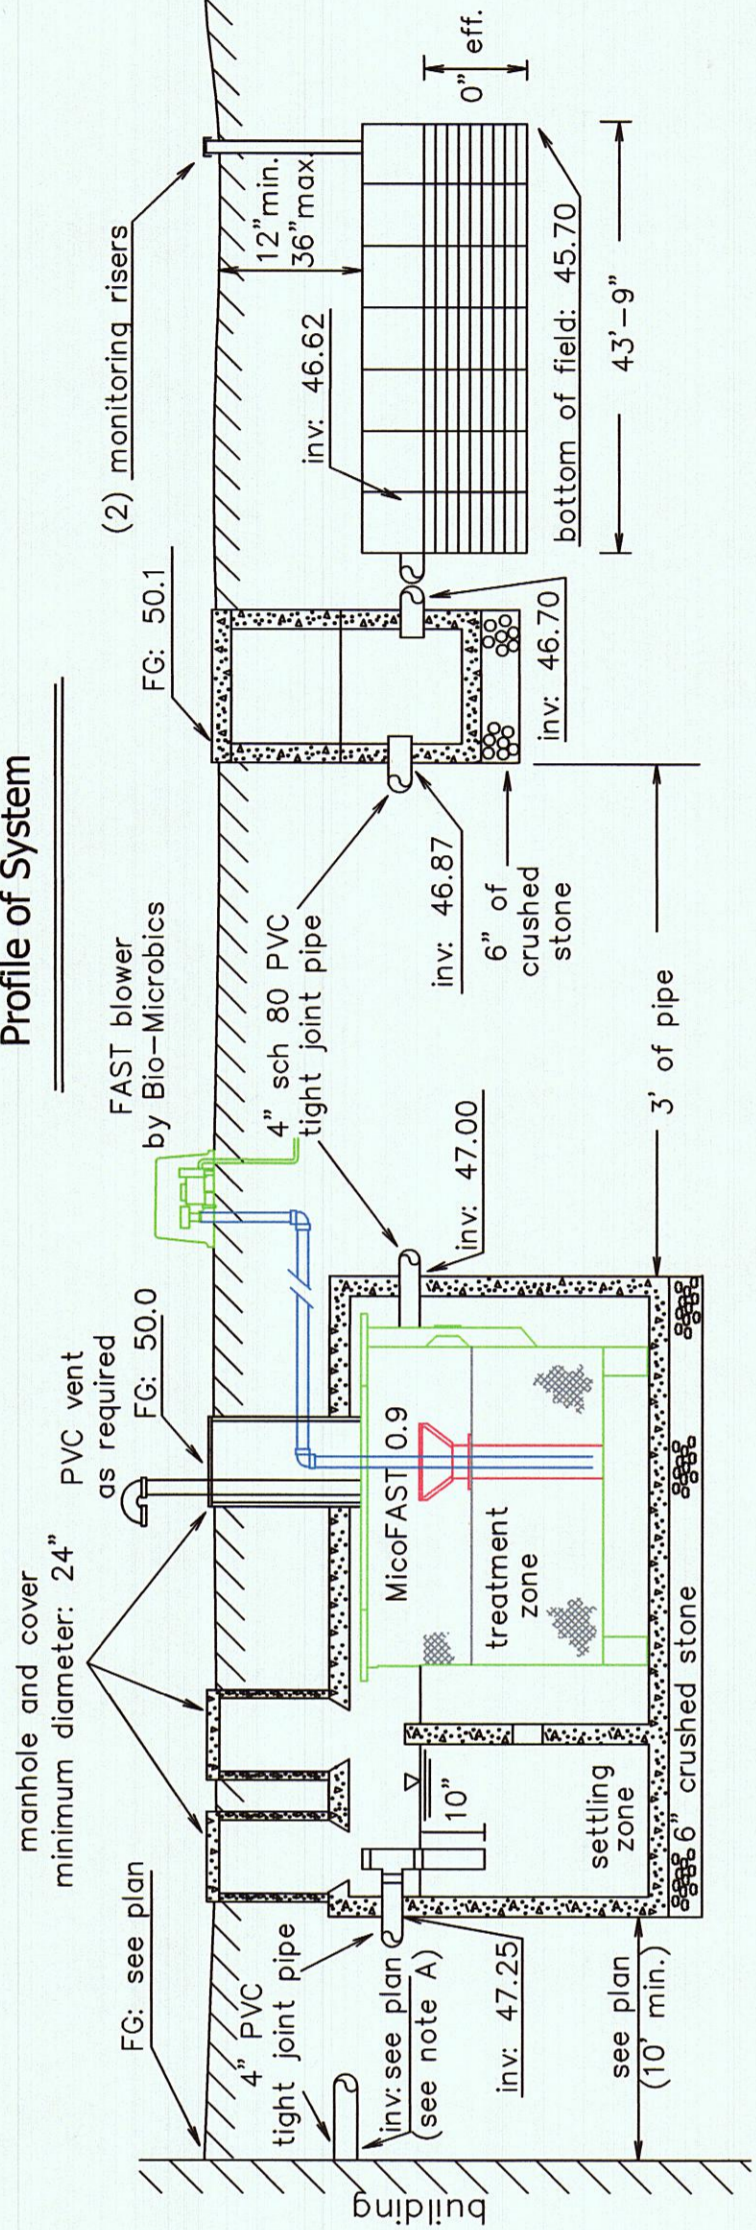 Profile of System
manhole and cover
minimum diameter: 24"
PVC vent
as required
FG: 50.0
FAST blower
by Bio-Microbics
FG: 50.1
(2) monitoring risers
FG: see plan
4" PVC
tight joint pipe
inv: see plan
(see note A)
inv: 47.25
10"
settling
zone
MicoFAST 0.9
treatment
zone
4" sch 80 PVC
tight joint pipe
inv: 47.00
inv: 46.87
6" of
crushed
stone
inv: 46.70
inv: 46.62
12"min.
36"max.
0" eff.
bottom of field: 45.70
43'-9"
3' of pipe
6" crushed stone
see plan
(10' min.)
building